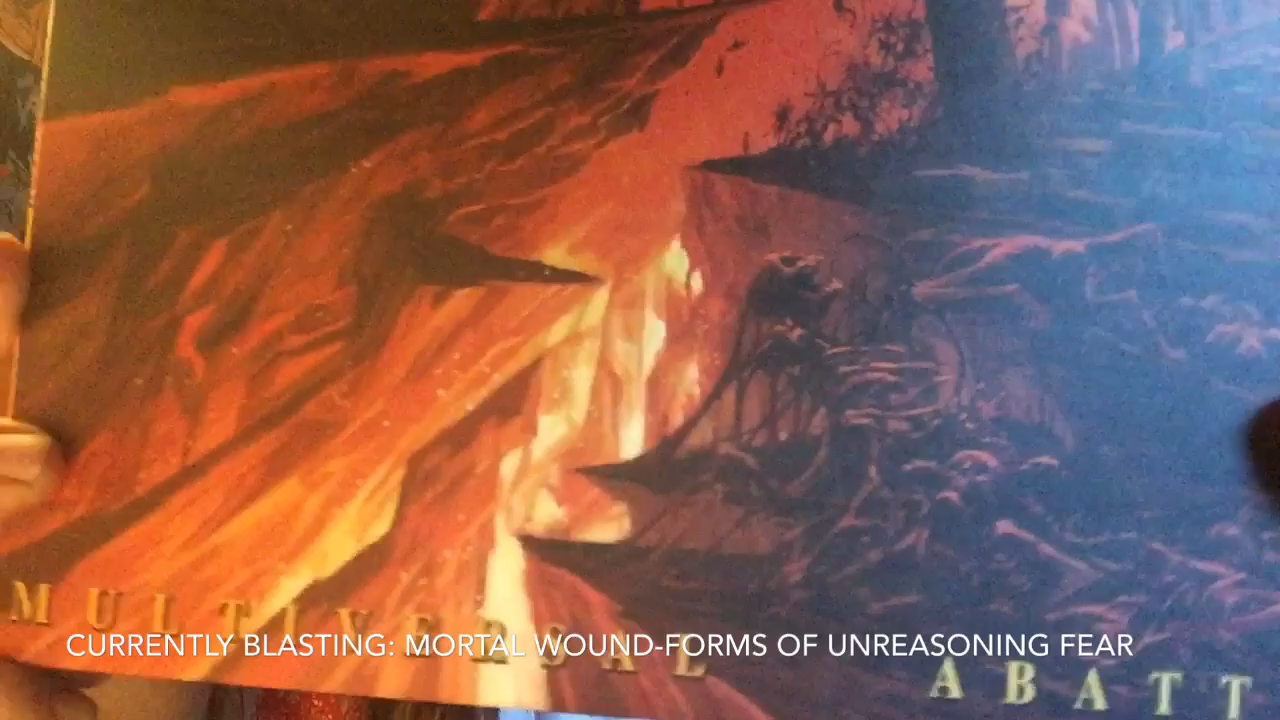 MULTIVERSAL ABATT
CURRENTLY BLASTING: MORTAL WOUND-FORMS OF UNREASONING FEAR